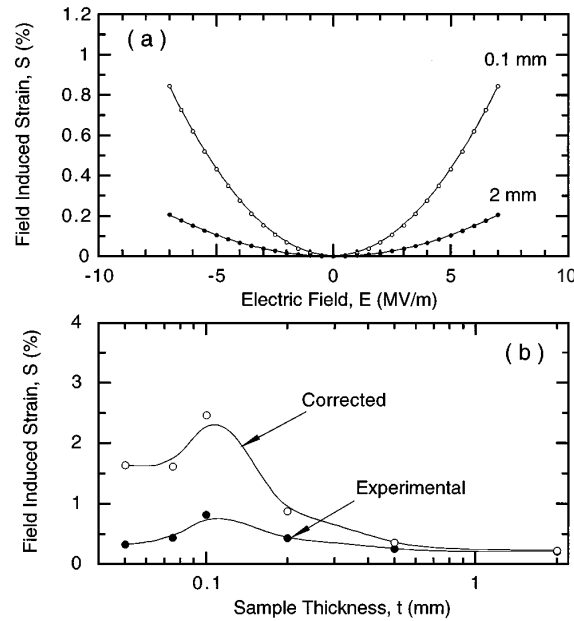 1.2
1
0.8
0.6
0.4
0.2
0
Field Induced Strain, S (%)
( a )
0.1 mm
2 mm
-10 -5 0 5 10
Electric Field, E (MV/m)
4
3
2
1
0
Field Induced Strain, S (%)
( b )
Corrected
Experimental
0.1 1
Sample Thickness, t (mm)